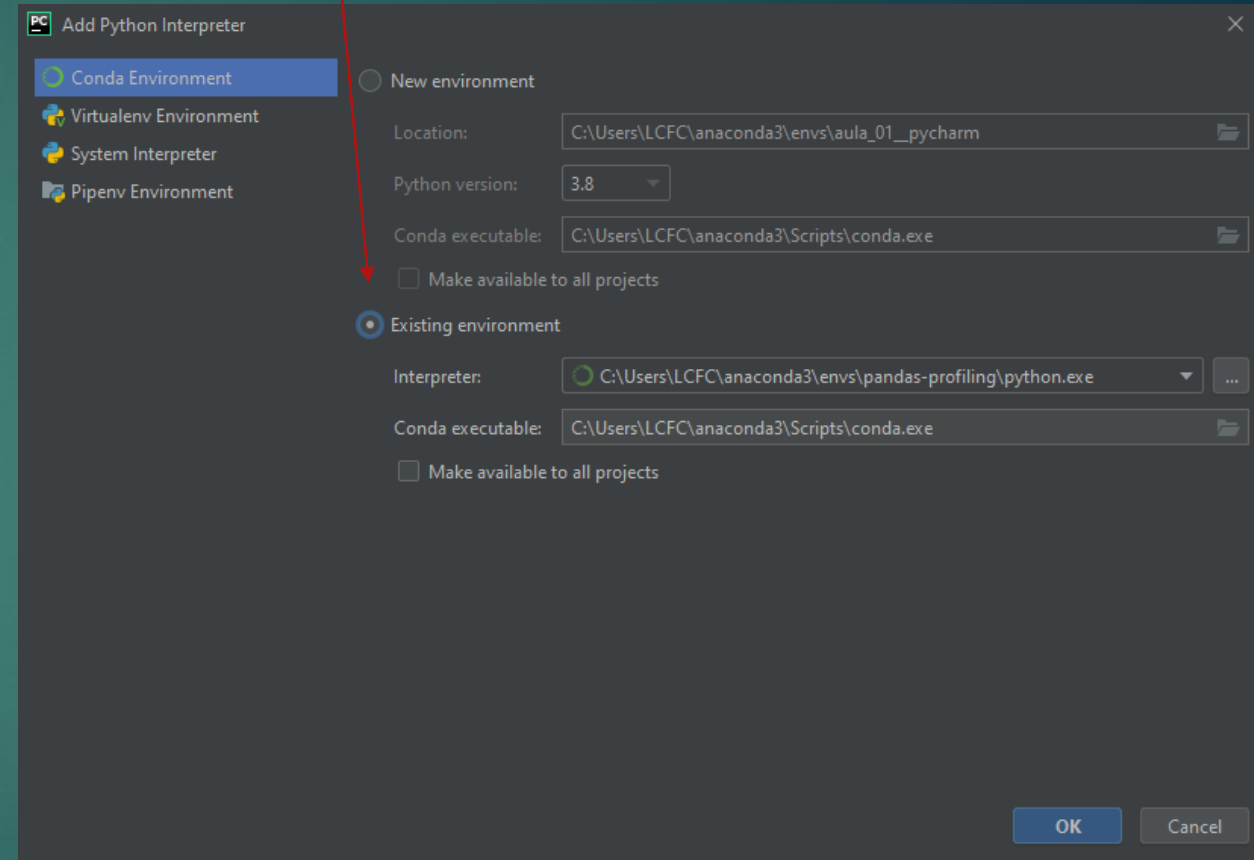 PC Add Python Interpreter
Conda Environment
Virtualenv Environment
System Interpreter
Pipenv Environment
New environment
Location: C:\Users\LCFC\anaconda3\envs\aula_01__pycharm
Python version: 3.8
Conda executable: C:\Users\LCFC\anaconda3\Scripts\conda.exe
Make available to all projects
Existing environment
Interpreter: C:\Users\LCFC\anaconda3\envs\pandas-profiling\python.exe ...
Conda executable: C:\Users\LCFC\anaconda3\Scripts\conda.exe
Make available to all projects
OK Cancel